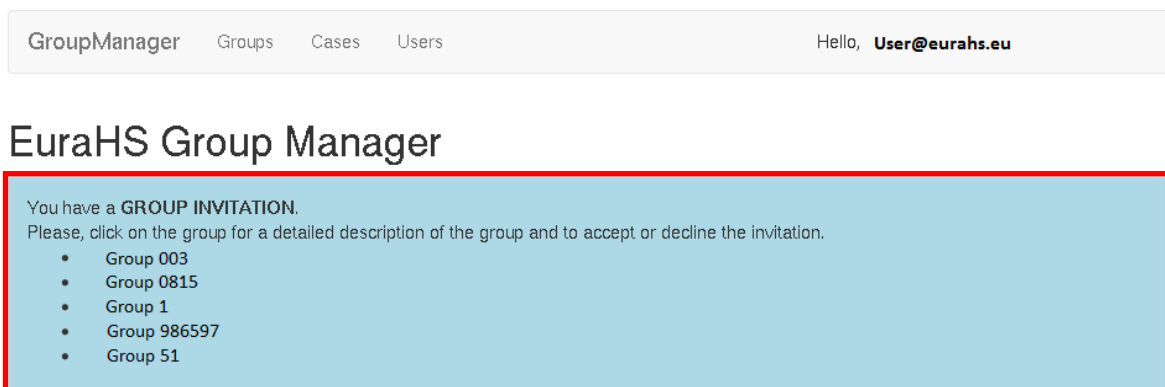 GroupManager Groups Cases Users Hello, User@eurahs.eu
EuraHS Group Manager
You have a GROUP INVITATION.
Please, click on the group for a detailed description of the group and to accept or decline the invitation.
• Group 003
• Group 0815
• Group 1
• Group 986597
• Group 51